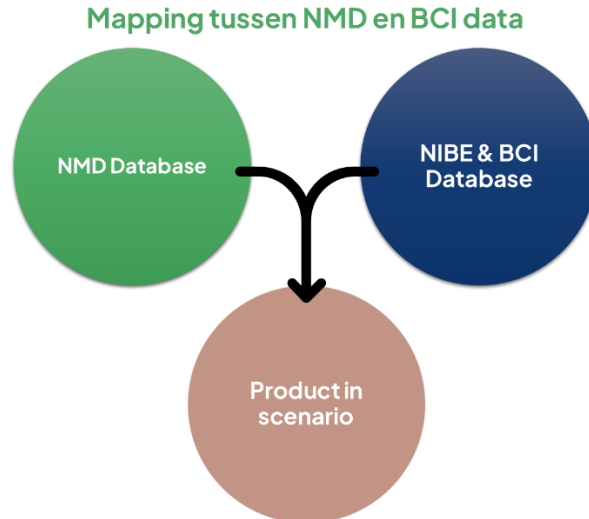 Mapping tussen NMD en BCI data
NMD Database
NIBE & BCI
Database
Product in
scenario